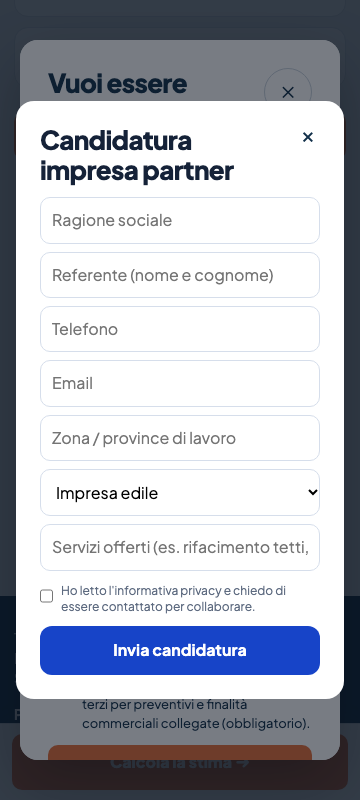 Vuoi essere
Candidatura
impresa partner
Ragione sociale
Referente (nome e cognome)
Telefono
Email
Zona / province di lavoro
Impresa edile
Servizi offerti (es. rifacimento tetti,
Ho letto l'informativa privacy e chiedo di
essere contattato per collaborare.
Invia candidatura
terzi per preventivi e finalità
commerciali collegate (obbligatorio).
Calcola la stima →